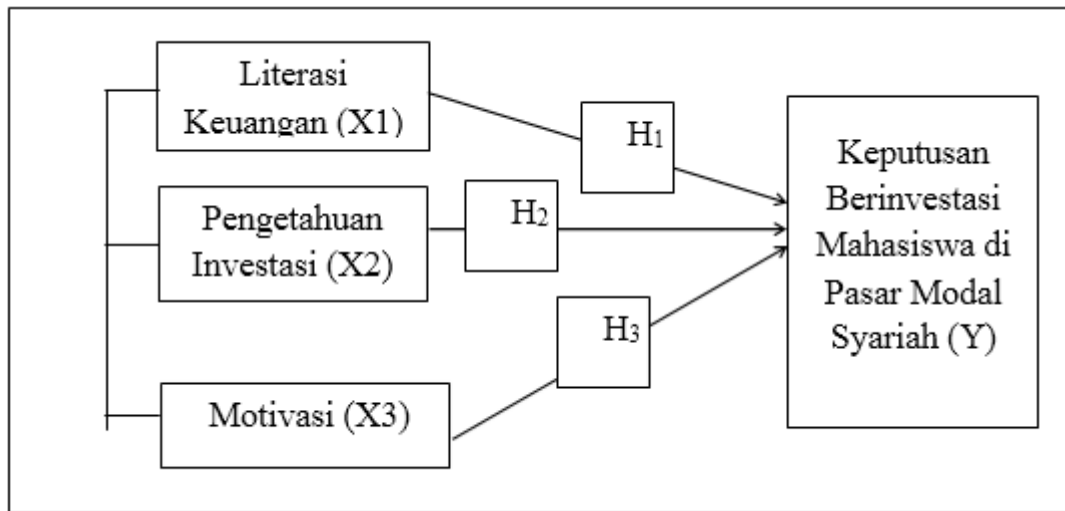 Literasi
Keuangan (X1)
H1
Pengetahuan
Investasi (X2)
H2
Motivasi (X3)
H3
Keputusan
Berinvestasi
Mahasiswa di
Pasar Modal
Syariah (Y)